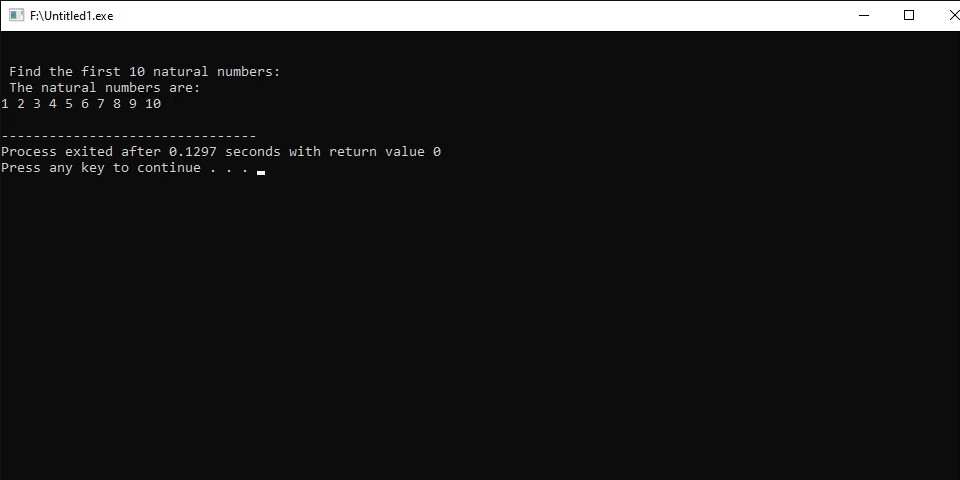 F:\Untitled1.exe
Find the first 10 natural numbers:
The natural numbers are:
1 2 3 4 5 6 7 8 9 10
--------------------------------
Process exited after 0.1297 seconds with return value 0
Press any key to continue . . .